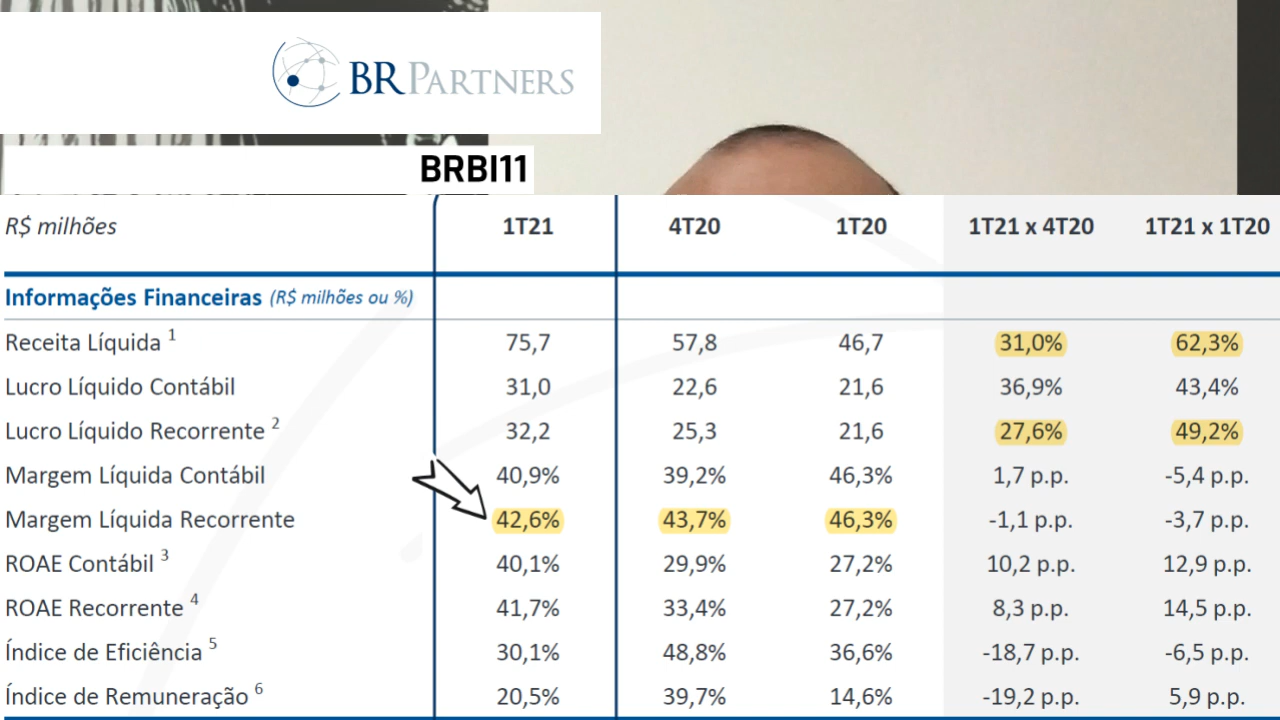 BR PARTNERS
BRBI11
R$ milhões 1T21 4T20 1T20 1T21 x 4T20 1T21 x 1T20
Informações Financeiras (R$ milhões ou %)
Receita Líquida 1 75,7 57,8 46,7 31,0% 62,3%
Lucro Líquido Contábil 31,0 22,6 21,6 36,9% 43,4%
Lucro Líquido Recorrente 2 32,2 25,3 21,6 27,6% 49,2%
Margem Líquida Contábil 40,9% 39,2% 46,3% 1,7 p.p. -5,4 p.p.
Margem Líquida Recorrente 42,6% 43,7% 46,3% -1,1 p.p. -3,7 p.p.
ROAE Contábil 3 40,1% 29,9% 27,2% 10,2 p.p. 12,9 p.p.
ROAE Recorrente 4 41,7% 33,4% 27,2% 8,3 p.p. 14,5 p.p.
Índice de Eficiência 5 30,1% 48,8% 36,6% -18,7 p.p. -6,5 p.p.
Índice de Remuneração 6 20,5% 39,7% 14,6% -19,2 p.p. 5,9 p.p.